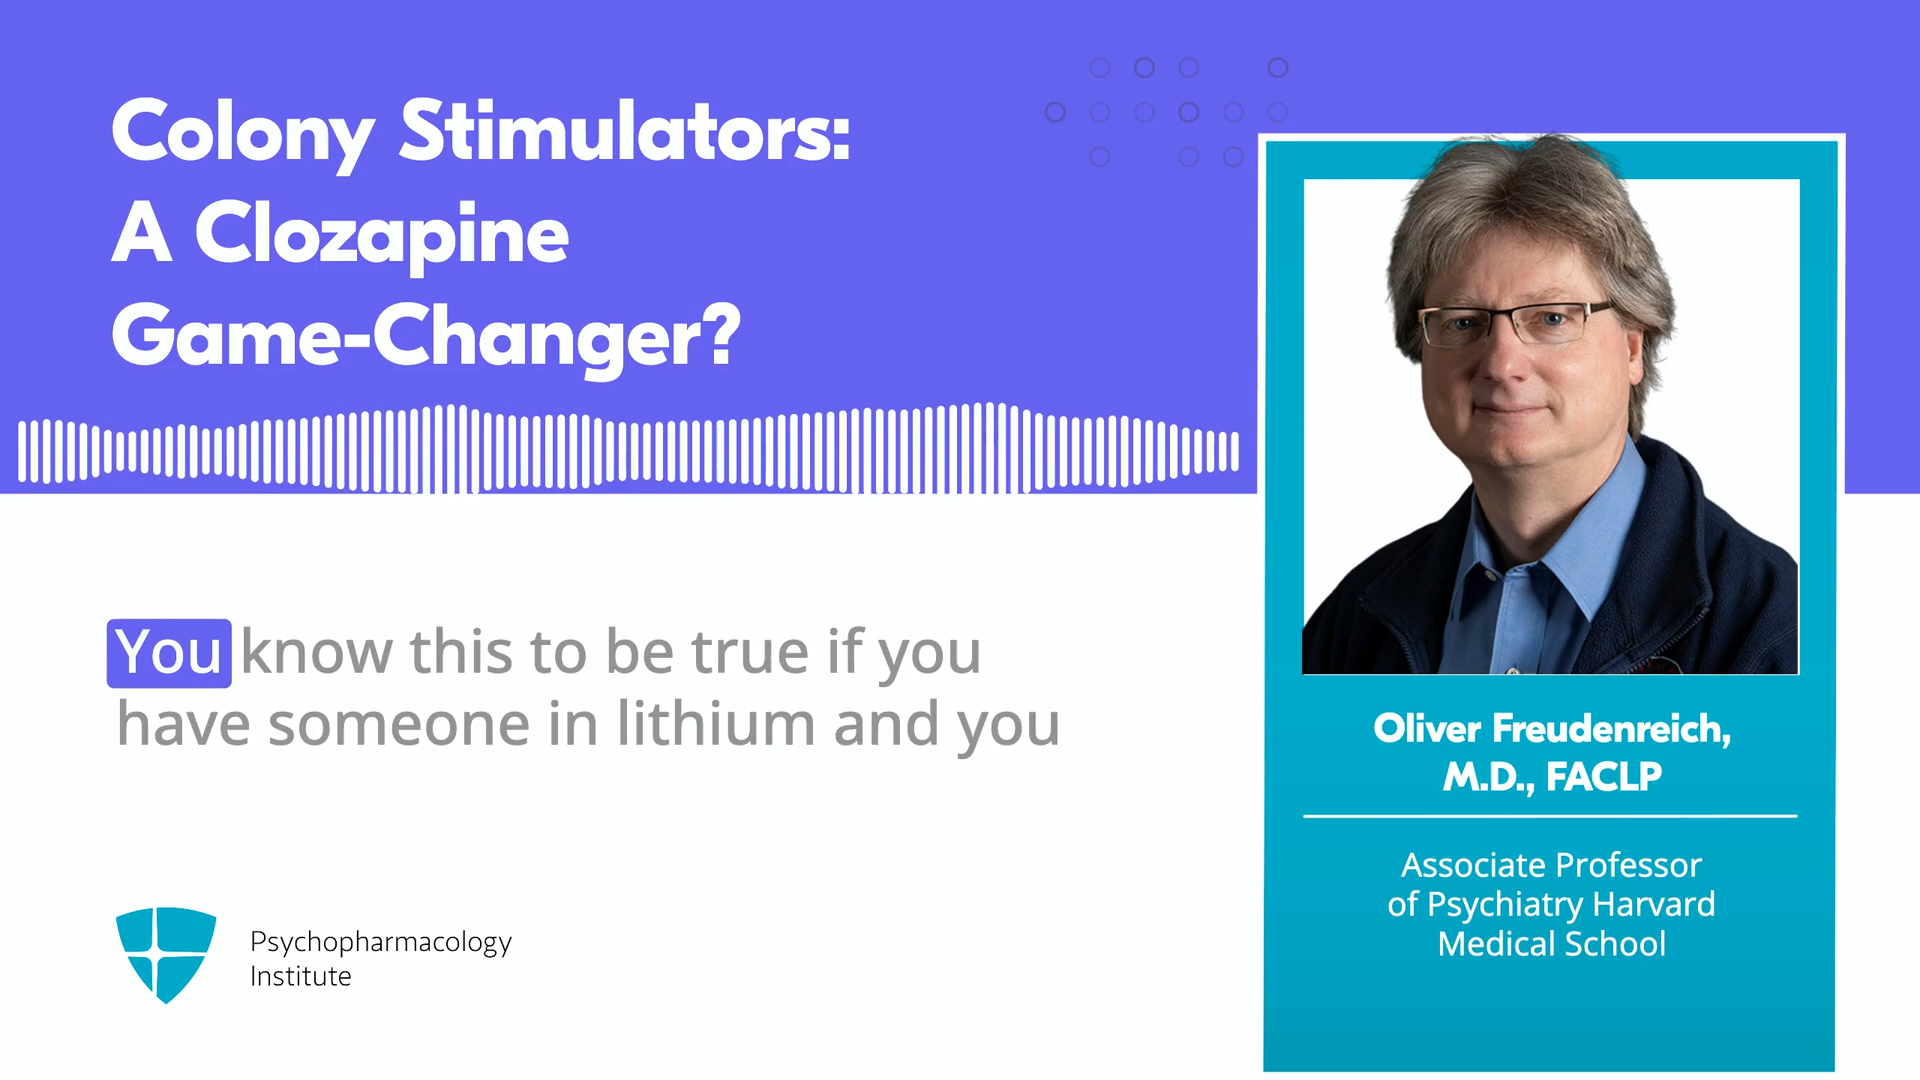 Colony Stimulators:
A Clozapine
Game-Changer?
You know this to be true if you
have someone in lithium and you
Psychopharmacology
Institute
Oliver Freudenreich,
M.D., FACLP
Associate Professor
of Psychiatry Harvard
Medical School